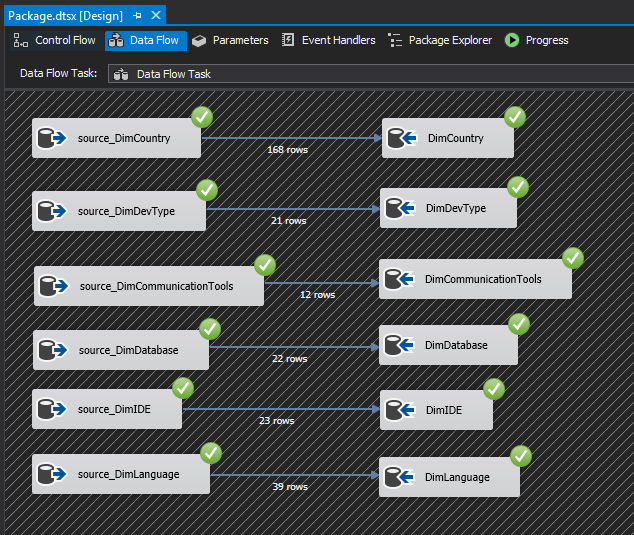 Package.dtsx [Design]
Control Flow Data Flow Parameters Event Handlers Package Explorer Progress
Data Flow Task: Data Flow Task
source_DimCountry DimCountry
168 rows
source_DimDevType DimDevType
21 rows
source_DimCommunicationTools DimCommunicationTools
12 rows
source_DimDatabase DimDatabase
22 rows
source_DimIDE DimIDE
23 rows
source_DimLanguage DimLanguage
39 rows